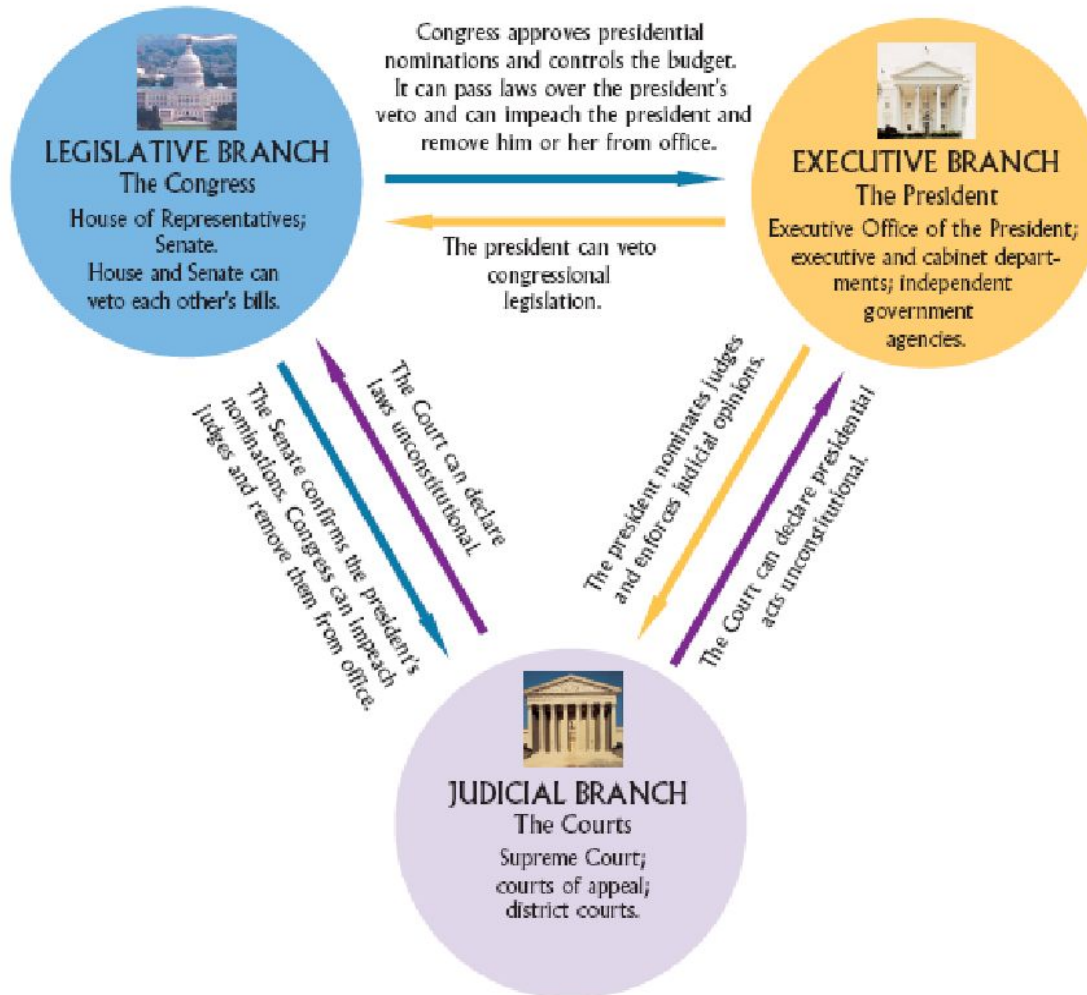 LEGISLATIVE BRANCH
The Congress
House of Representatives;
Senate.
House and Senate can
veto each other's bills.
Congress approves presidential
nominations and controls the budget.
It can pass laws over the president's
veto and can impeach the president and
remove him or her from office.
The president can veto
congressional
legislation.
EXECUTIVE BRANCH
The President
Executive Office of the President;
executive and cabinet depart-
ments; independent
government
agencies.
The Senate confirms the president's
nominations. Congress can impeach
judges and remove them from office.
The Court can declare
laws unconstitutional.
The president nominates judges
and enforces judicial opinions.
The Court can declare presidential
acts unconstitutional.
JUDICIAL BRANCH
The Courts
Supreme Court;
courts of appeal;
district courts.